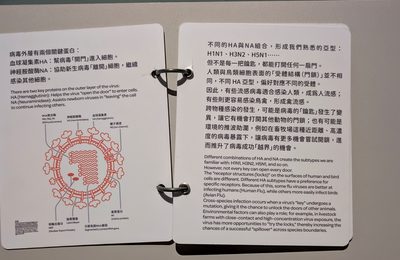 病毒外層有兩個關鍵蛋白：
血球凝集素HA：幫病毒「開門」進入細胞。
神經胺酸酶NA：協助新生病毒「離開」細胞，繼續
感染其他細胞。
There are two key proteins on the outer layer of the virus:
HA (Hemagglutinin): Helps the virus "open the door" to enter cells.
NA (Neuraminidase): Assists newborn viruses in "leaving" the cell
to continue infecting others.
不同的HA與NA組合，形成我們熟悉的亞型：
H1N1、H3N2、H5N1……
但不是每一把鑰匙，都能打開任何一扇門。
人類與鳥類細胞表面的「受體結構（門鎖）」並不相
同，不同 HA 亞型，偏好對應不同的受體。
因此，有些流感病毒適合感染人類，成為人流感；
有些則更容易感染鳥禽，形成禽流感。
跨物種感染的發生，可能是病毒的「鑰匙」發生了變
異，讓它有機會打開其他動物的門鎖；也有可能是
環境的推波助瀾，例如在畜牧場這種近距離、高濃
度的病毒暴露下，讓病毒有更多機會嘗試開鎖，進
而推升了病毒成功「越界」的機會。
Different combinations of HA and NA create the subtypes we are
familiar with: H1N1, H3N2, H5N1, and so on.
However, not every key can open every door.
The "receptor structures (locks)" on the surfaces of human and bird
cells are different. Different HA subtypes have a preference for
specific receptors. Because of this, some flu viruses are better at
infecting humans (Human Flu), while others more easily infect birds
(Avian Flu).
Cross-species infection occurs when a virus's "key" undergoes a
mutation, giving it the chance to unlock the doors of other animals.
Environmental factors can also play a role; for example, in livestock
farms with close-contact and high-concentration virus exposure, the
virus has more opportunities to "try the locks," thereby increasing the
chances of a successful "spillover" across species boundaries.